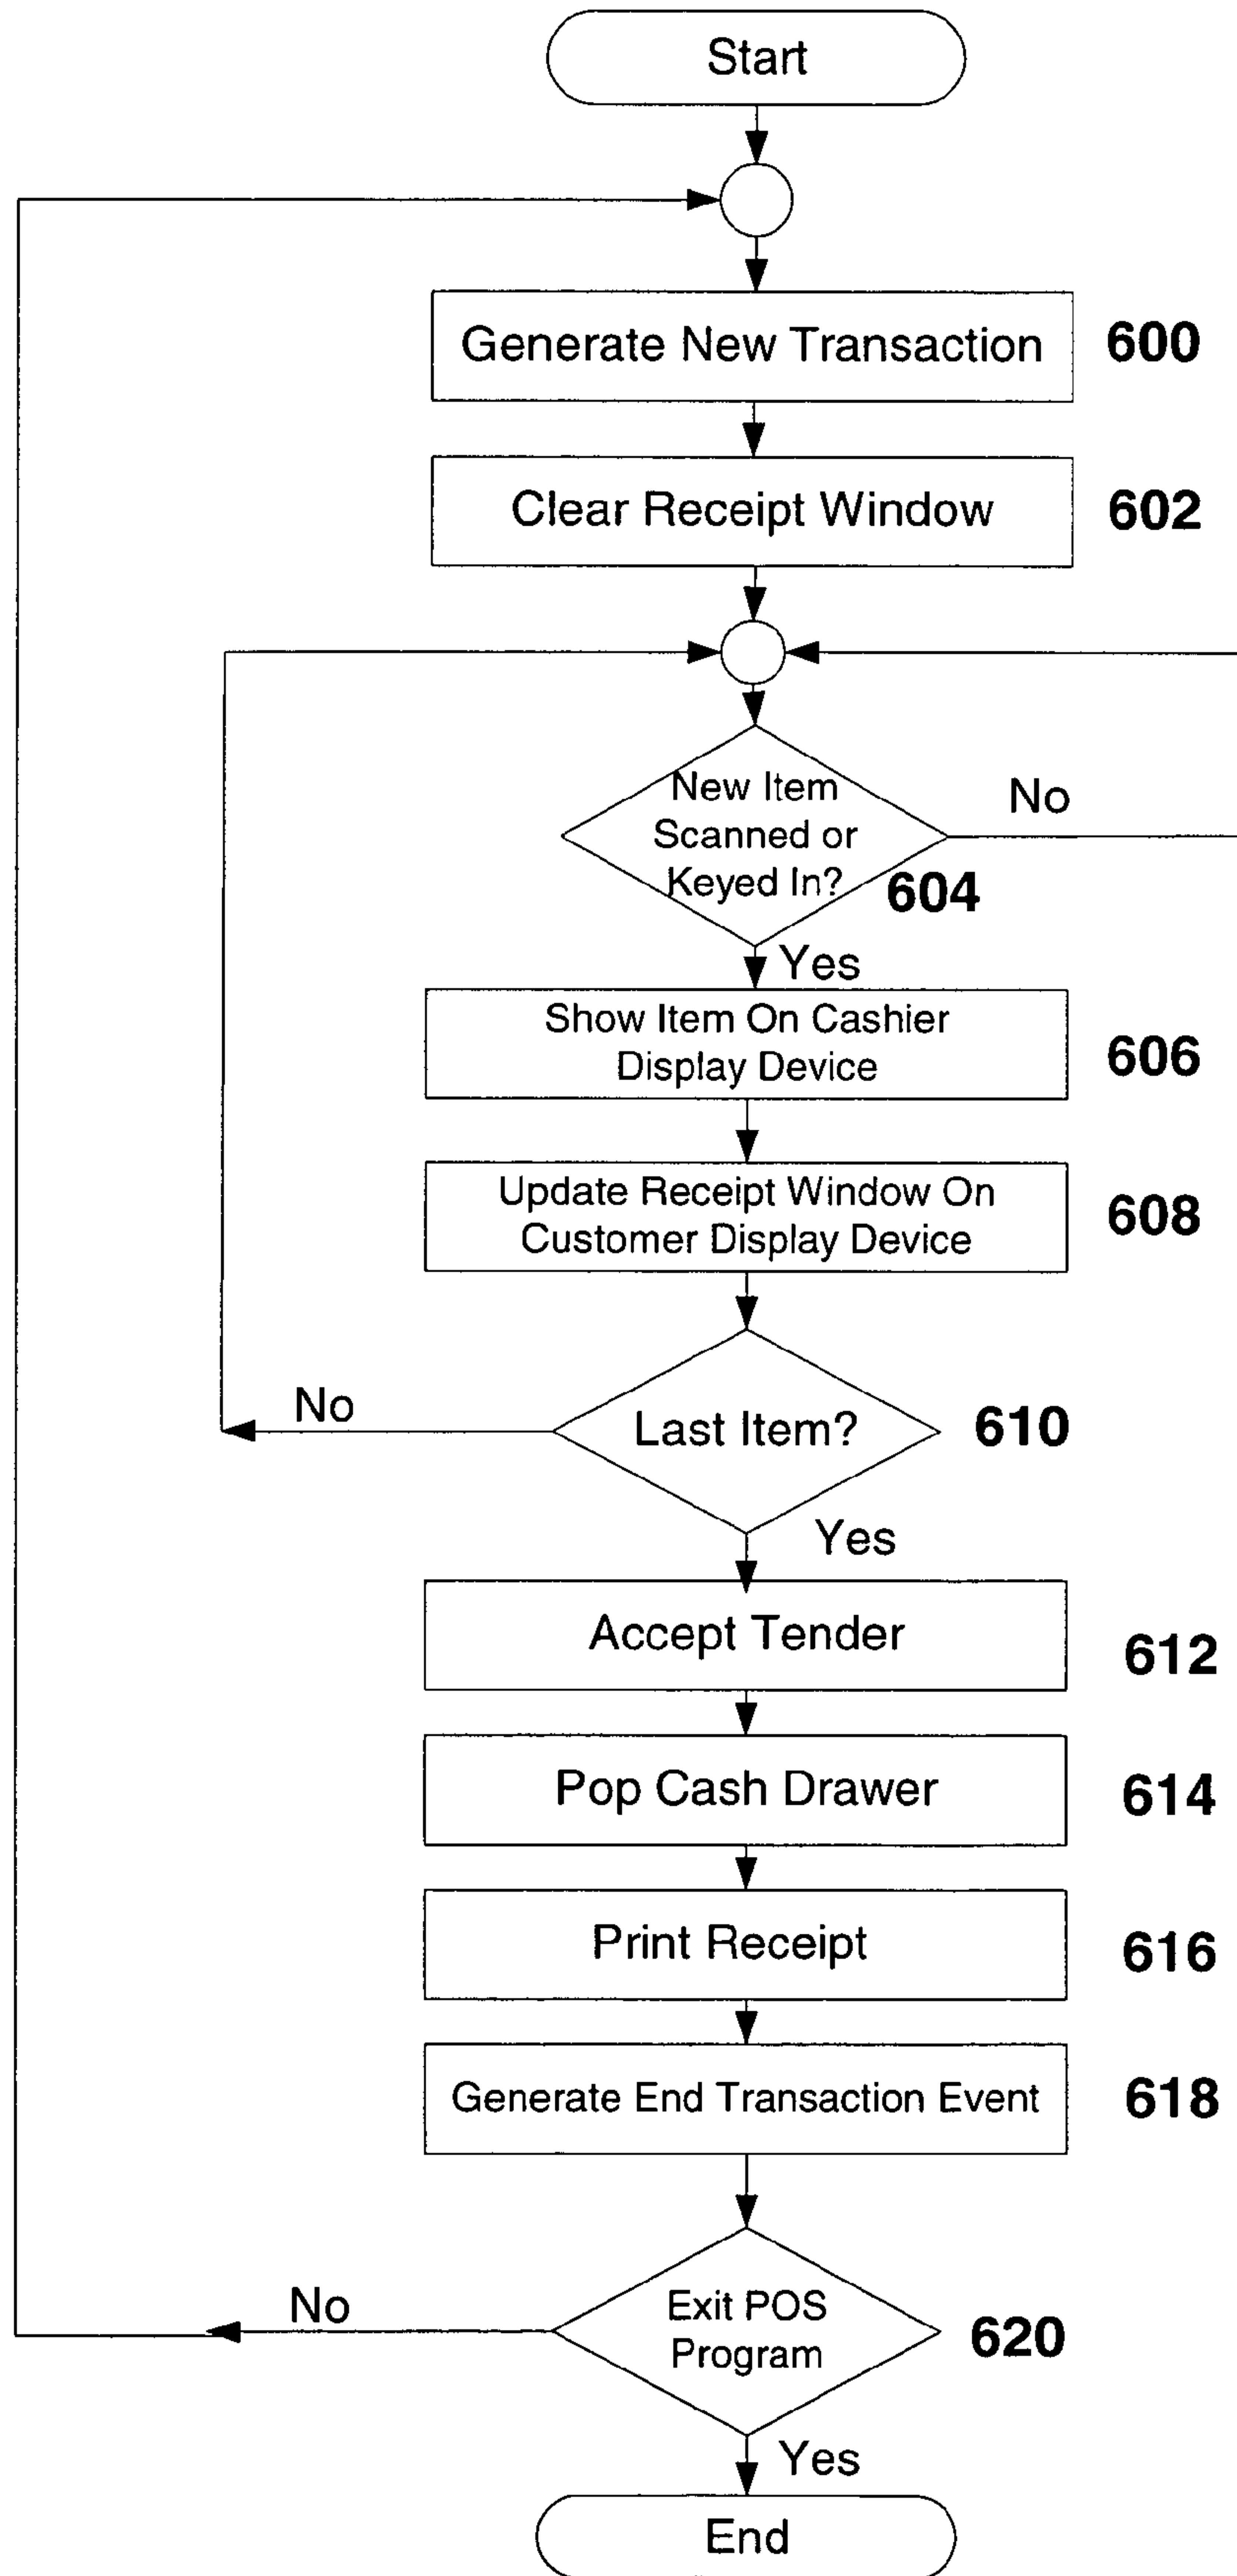 Start
Generate New Transaction
600
Clear Receipt Window
602
New Item
Scanned or
Keyed In?
604
No
Yes
Show Item On Cashier
Display Device
606
Update Receipt Window On
Customer Display Device
608
Last Item?
610
No
Yes
Accept Tender
612
Pop Cash Drawer
614
Print Receipt
616
Generate End Transaction Event
618
Exit POS
Program
620
No
Yes
End